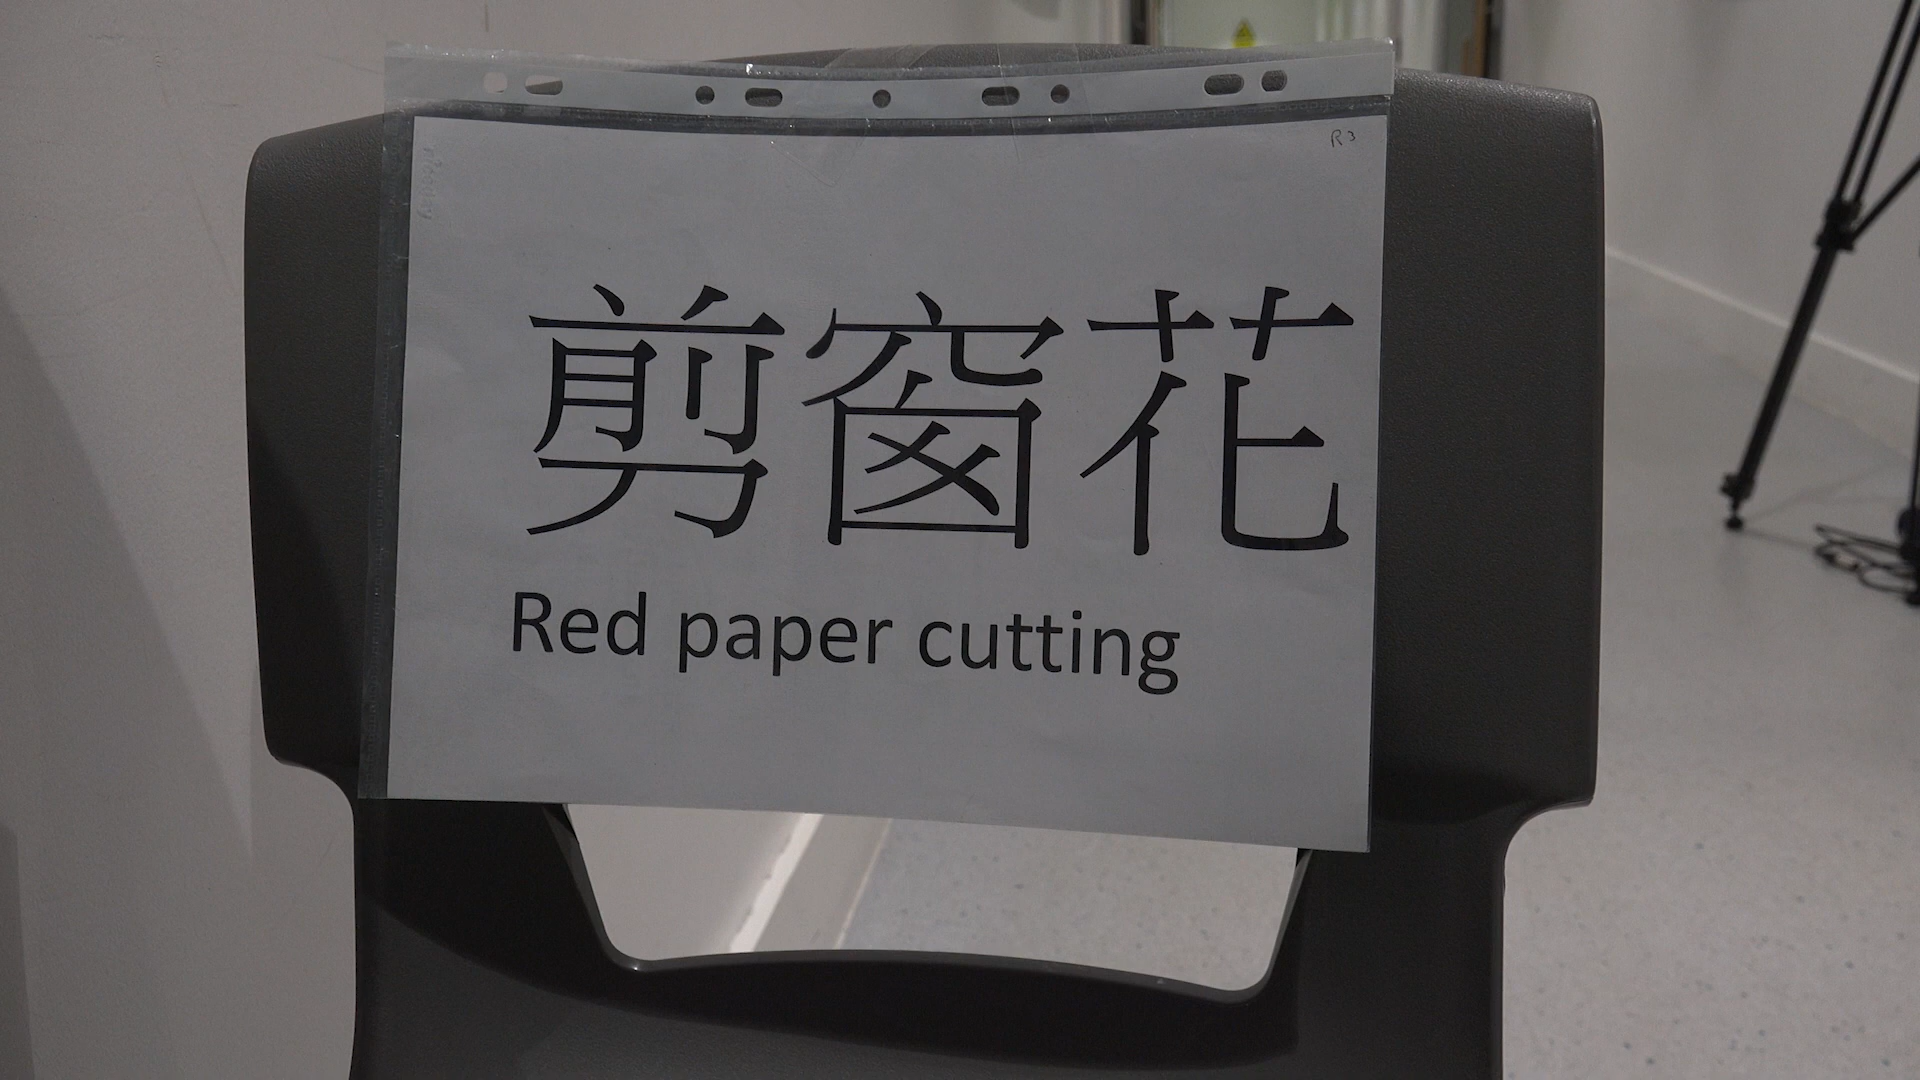 R3
剪窗花
Red paper cutting